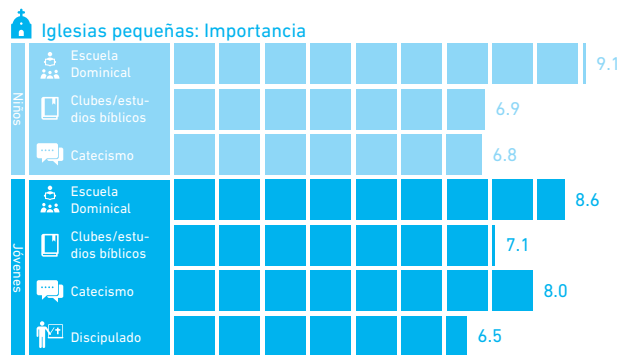 Iglesias pequeñas: Importancia
Niños
Escuela
Dominical
9.1
Clubes/estu-
dios bíblicos
6.9
Catecismo
6.8
Jóvenes
Escuela
Dominical
8.6
Clubes/estu-
dios bíblicos
7.1
Catecismo
8.0
Discipulado
6.5